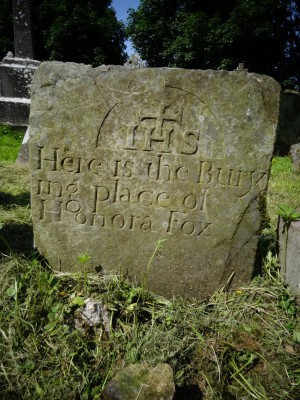 IHS
Here is the Bury
ing place of
Honora Fox